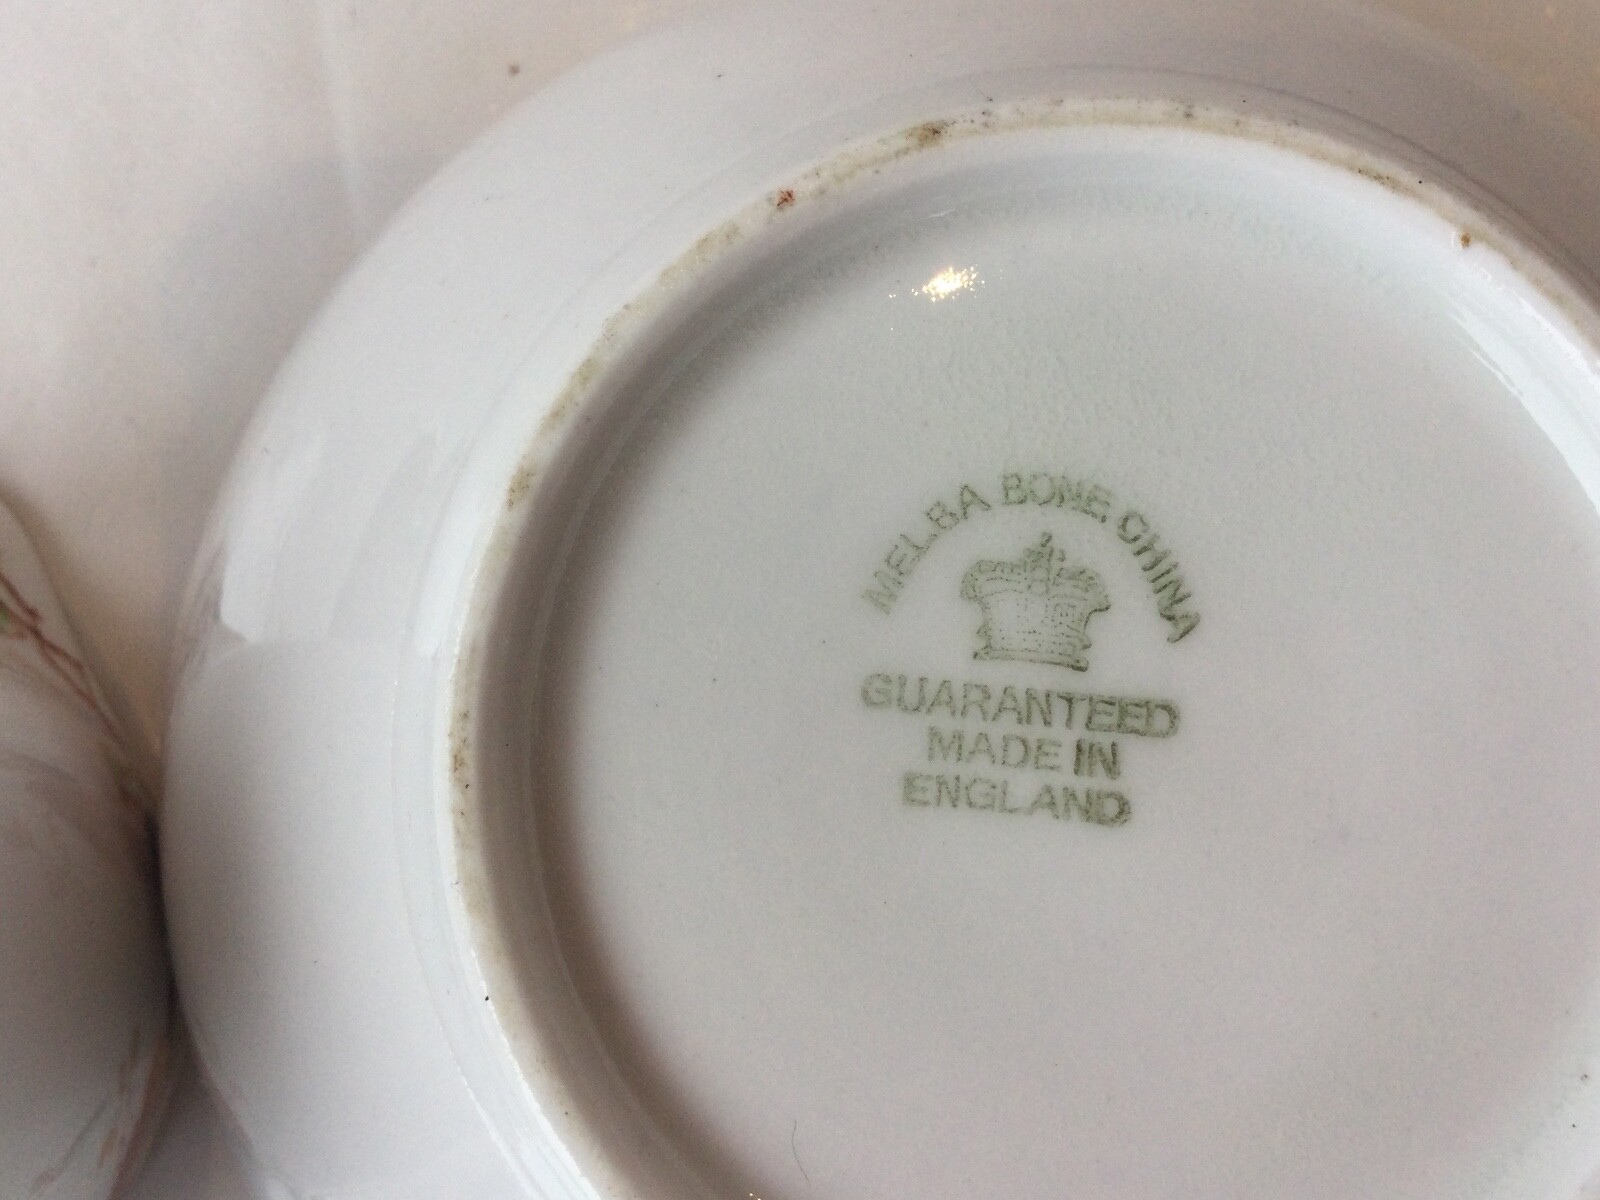 MELBA BONE CHINA
GUARANTEED
MADE IN
ENGLAND